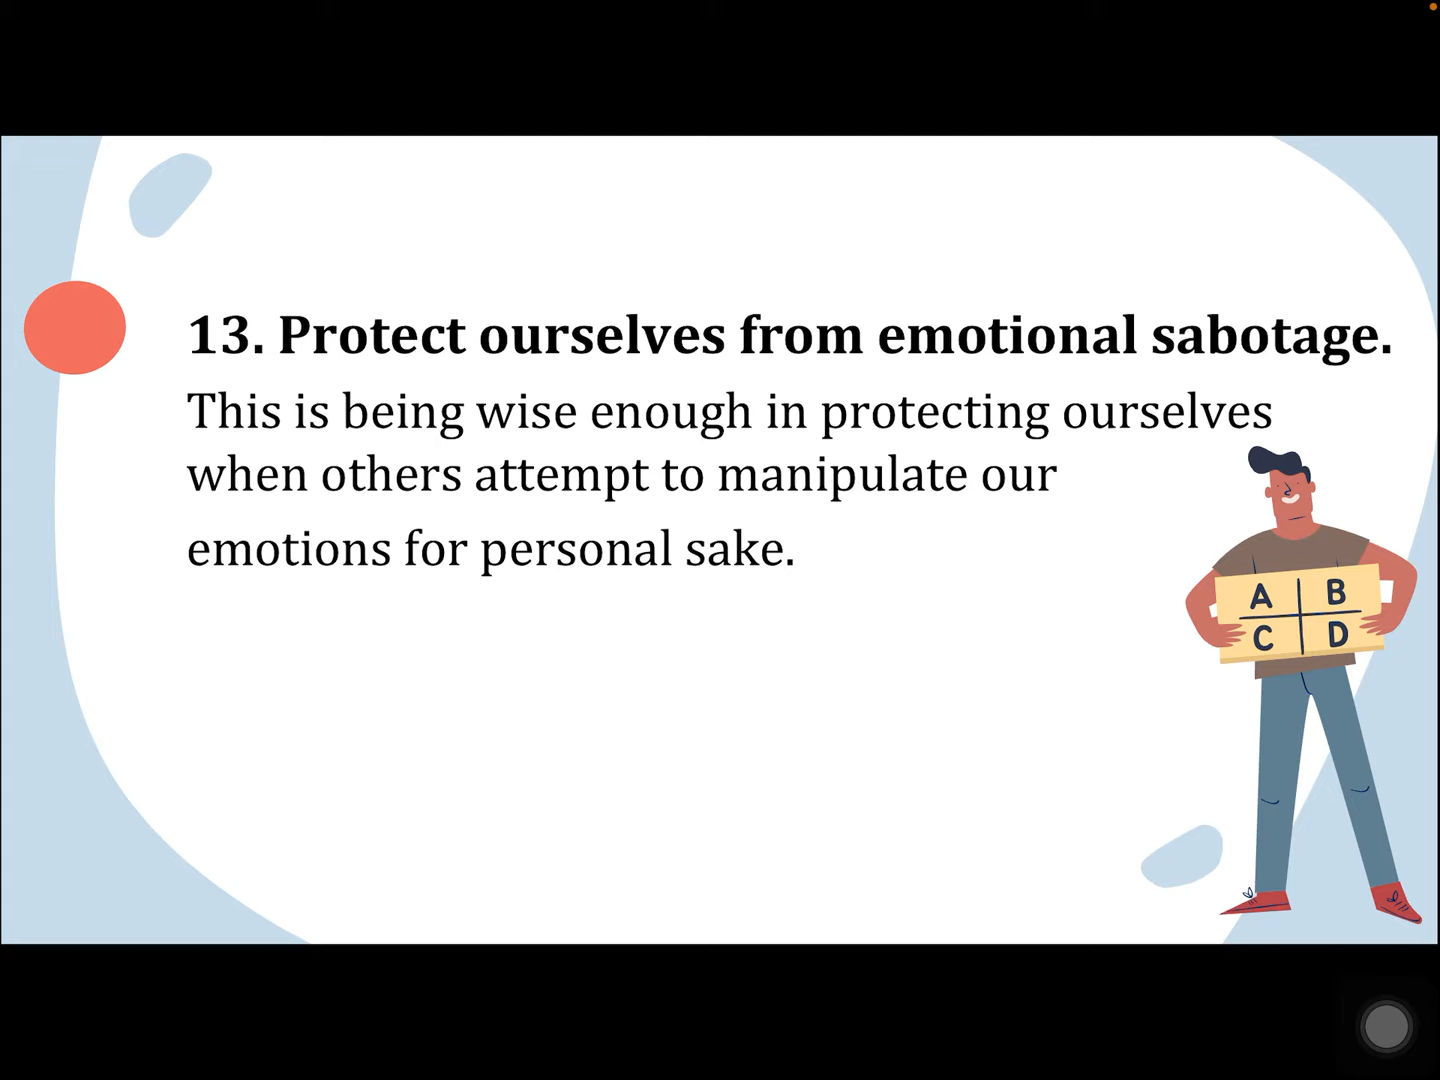 13. Protect ourselves from emotional sabotage.
This is being wise enough in protecting ourselves
when others attempt to manipulate our
emotions for personal sake.
A B
C D